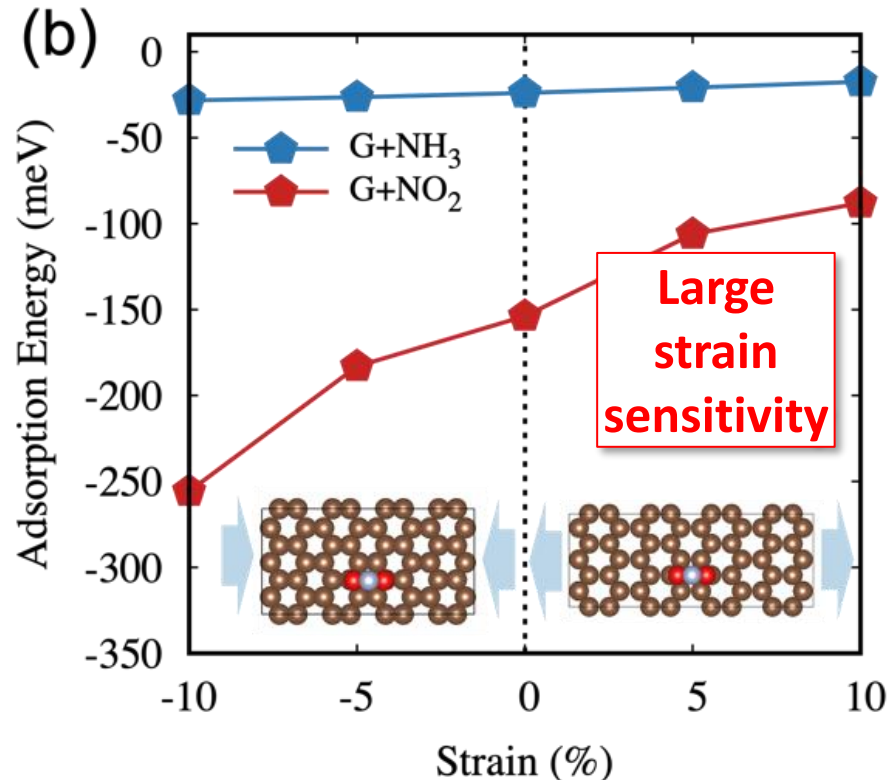 (b)
0
-50
-100
-150
-200
-250
-300
-350
Adsorption Energy (meV)
G+NH₃
G+NO₂
Large
strain
sensitivity
-10
-5
0
5
10
Strain (%)